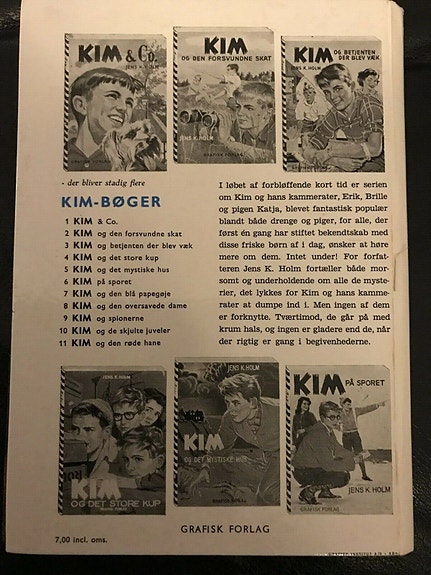 KIM & Co.
JENS K. HOLM
GRAFISK FORLAG
KIM
OG DEN FORSVUNDNE SKAT
JENS K. HOLM
GRAFISK FORLAG
KIM OG BETJENTEN
DER BLEV VÆK
JENS K. HOLM
- der bliver stadig flere
KIM-BØGER
1 KIM & Co.
2 KIM og den forsvundne skat
3 KIM og betjenten der blev væk
4 KIM og det store kup
5 KIM og det mystiske hus
6 KIM på sporet
7 KIM og den blå papegøje
8 KIM og den oversavede dame
9 KIM og spionerne
10 KIM og de skjulte juveler
11 KIM og den røde hane
I løbet af forbløffende kort tid er serien
om Kim og hans kammerater, Erik, Brille
og pigen Katja, blevet fantastisk populær
blandt både drenge og piger, for alle, der
først én gang har stiftet bekendtskab med
disse friske børn af i dag, ønsker at høre
mere om dem. Intet under! For forfat-
teren Jens K. Holm fortæller både mor-
somt og underholdende om alle de myste-
rier, det lykkes for Kim og hans kamme-
rater at dumpe ind i. Men ingen af dem
er forknytte. Tværtimod, de går på med
krum hals, og ingen er gladere end de, når
der rigtig er gang i begivenhederne.
JENS K. HOLM
KIM
OG DET STORE KUP
GRAFISK FORLAG
JENS K. HOLM
KIM
OG DET MYSTISKE HUS
GRAFISK FORLAG
KIM PÅ SPORET
JENS K. HOLM
GRAFISK FORLAG
GRAFISK FORLAG
7,00 incl. oms.